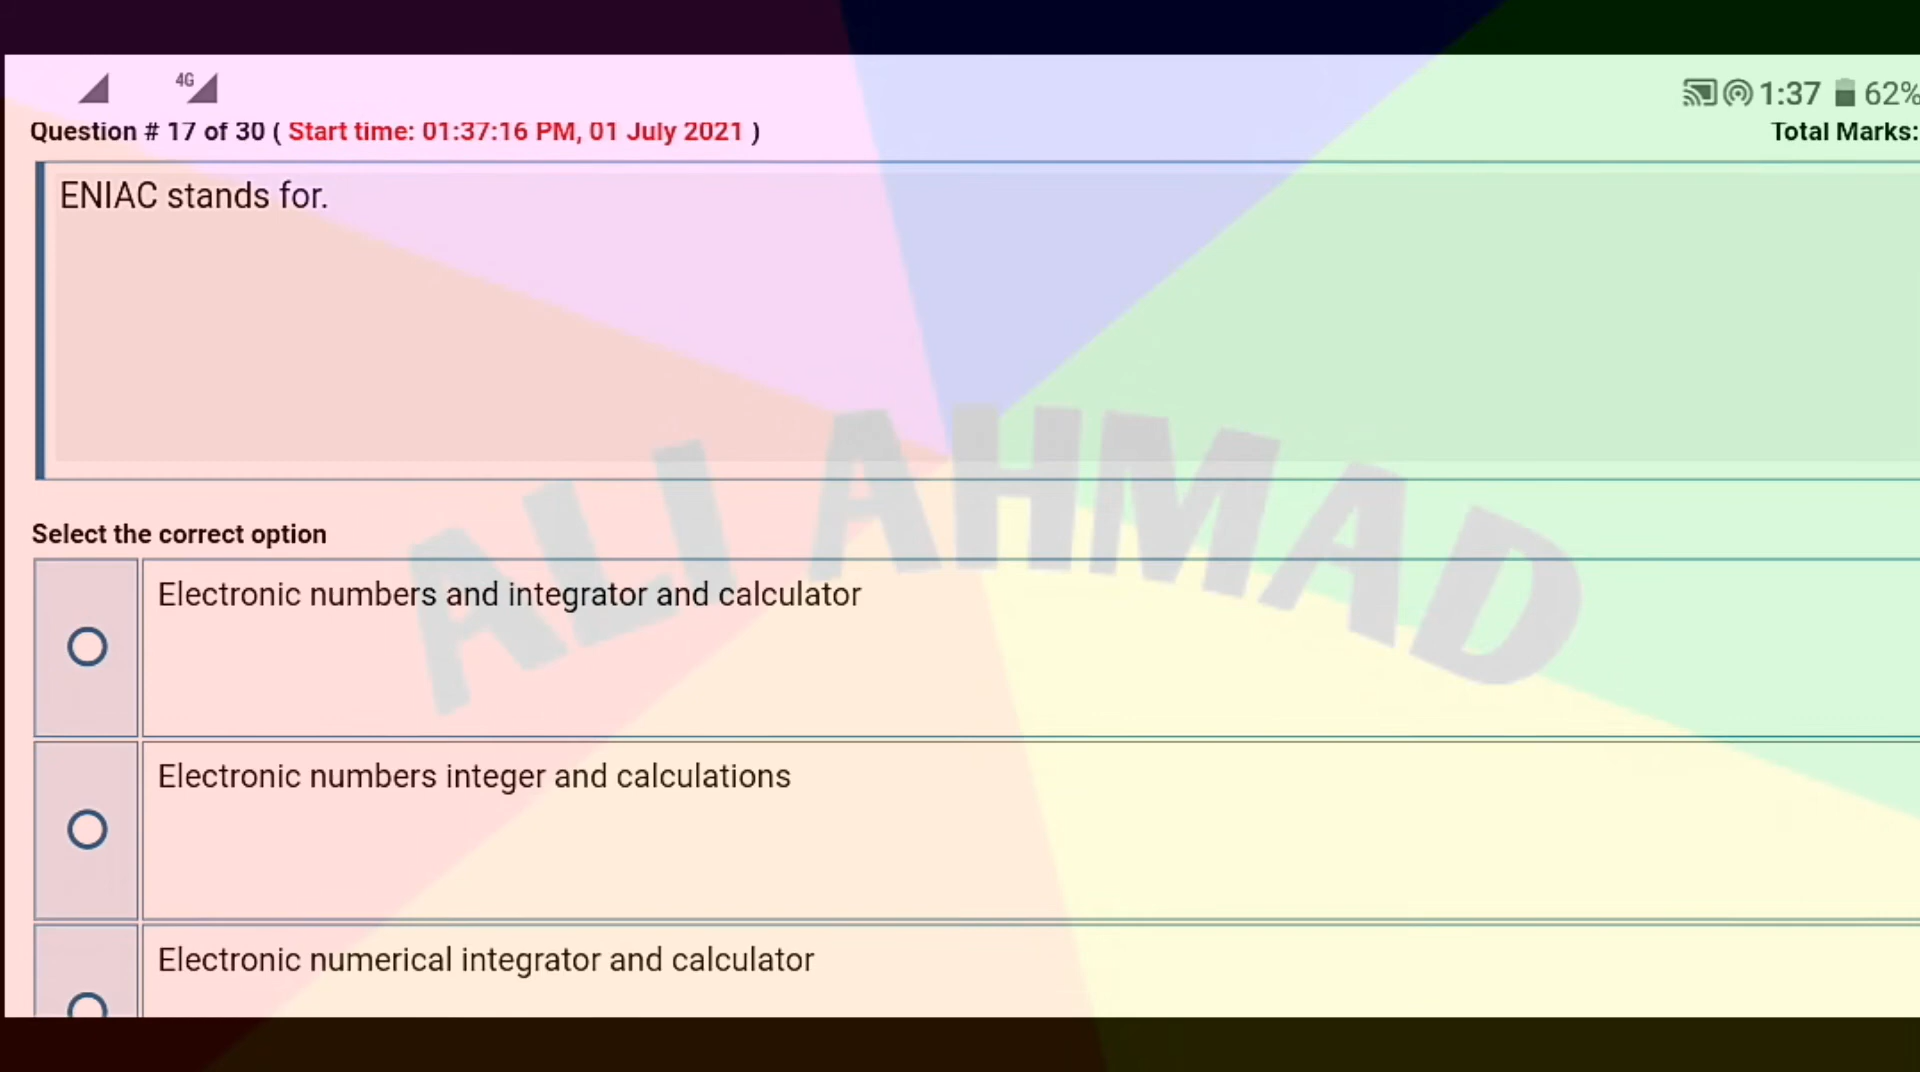 4G
1:37 62%
Question # 17 of 30 ( Start time: 01:37:16 PM, 01 July 2021 )
Total Marks:
ENIAC stands for.
ALI AHMAD
Select the correct option
Electronic numbers and integrator and calculator
Electronic numbers integer and calculations
Electronic numerical integrator and calculator